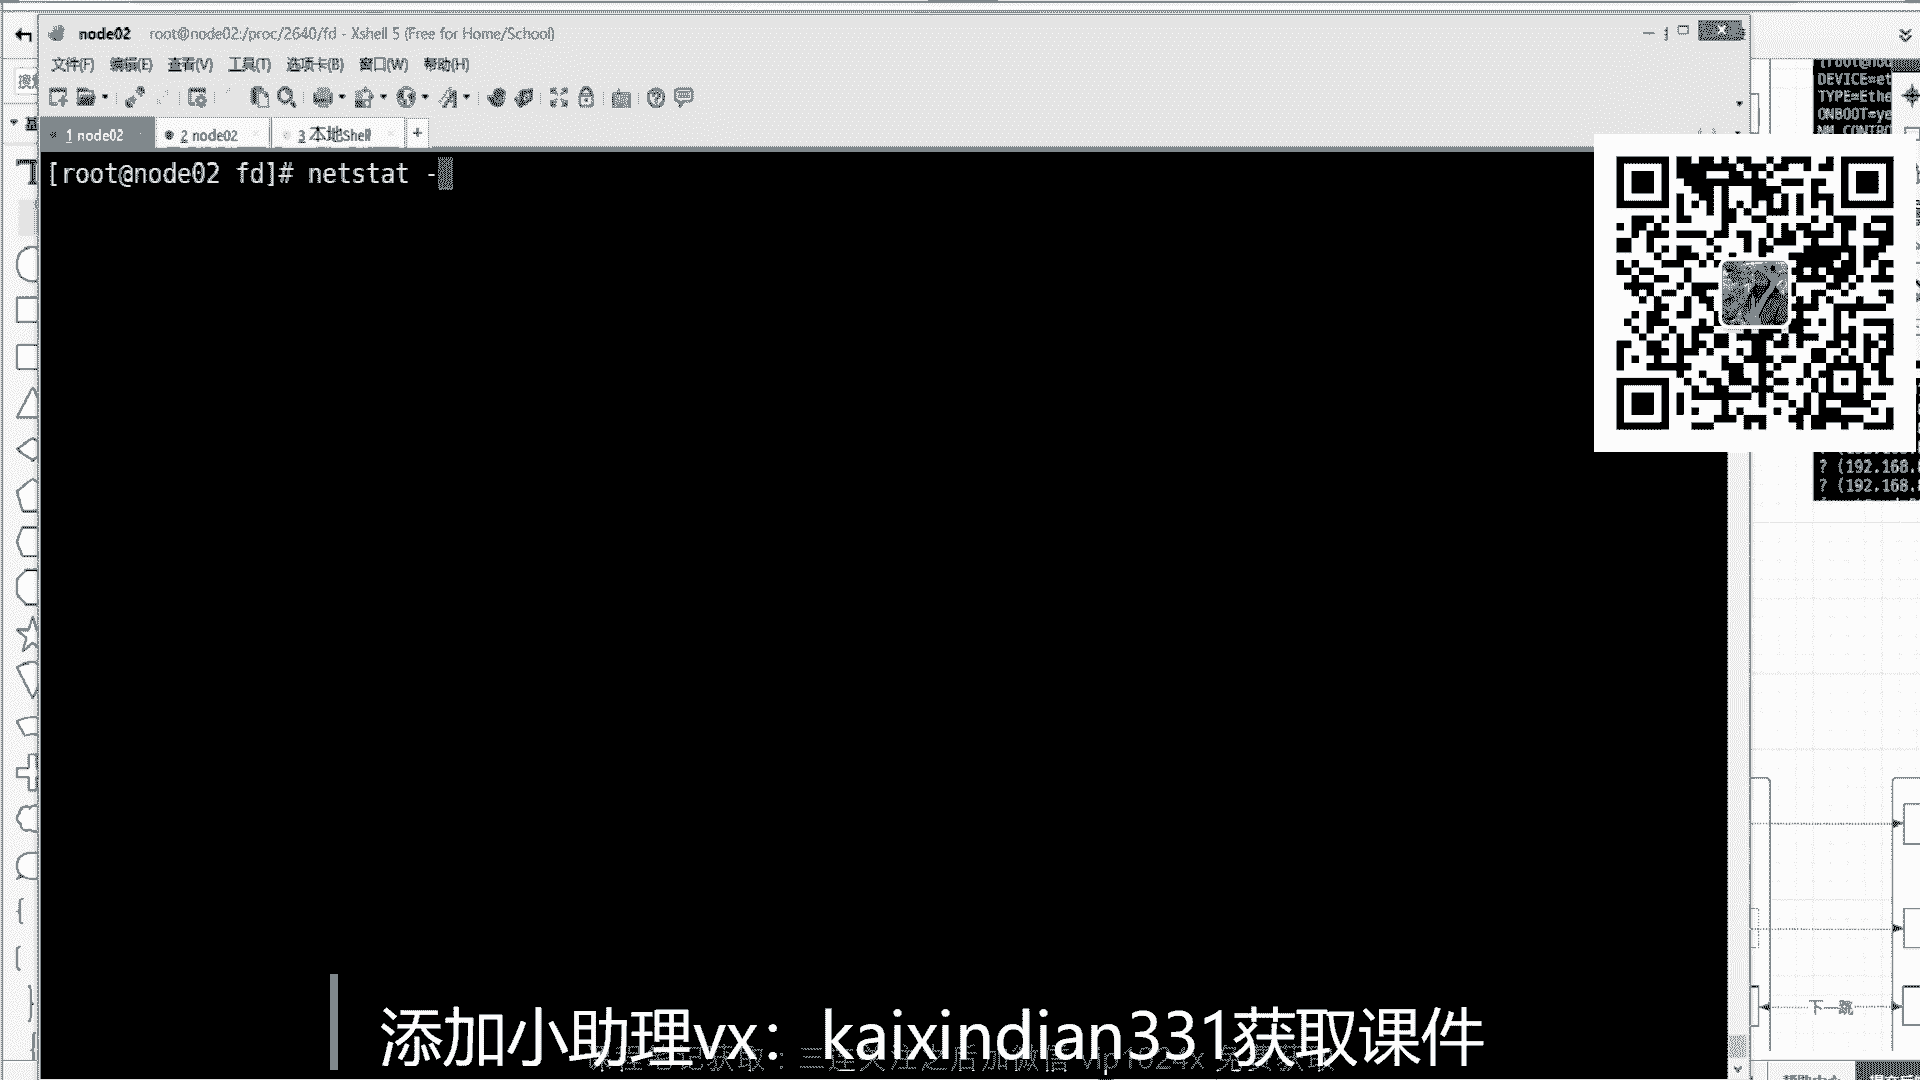 node02 root@node02:/proc/2640/fd - Xshell 5 (Free for Home/School)
文件(F) 编辑(E) 查看(V) 工具(T) 选项卡(B) 窗口(W) 帮助(H)
1 node02 2 node02 3 本地Shell +
DEVICE=et
TYPE=Ethe
ONBOOT=ye
[root@node02 fd]# netstat -
? (192.168.
? (192.168.
下一跳
添加小助理vx：kaixindian331获取课件